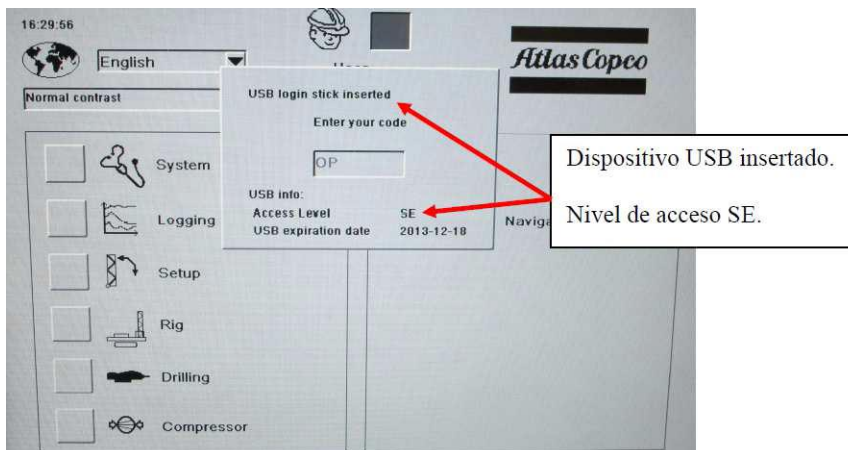 16:29:56
English
Atlas Copco
Normal contrast
USB login stick inserted
Enter your code
OP
USB info:
Access Level SE
USB expiration date 2013-12-18
System
Logging
Setup
Rig
Drilling
Compressor
Dispositivo USB insertado.
Nivel de acceso SE.